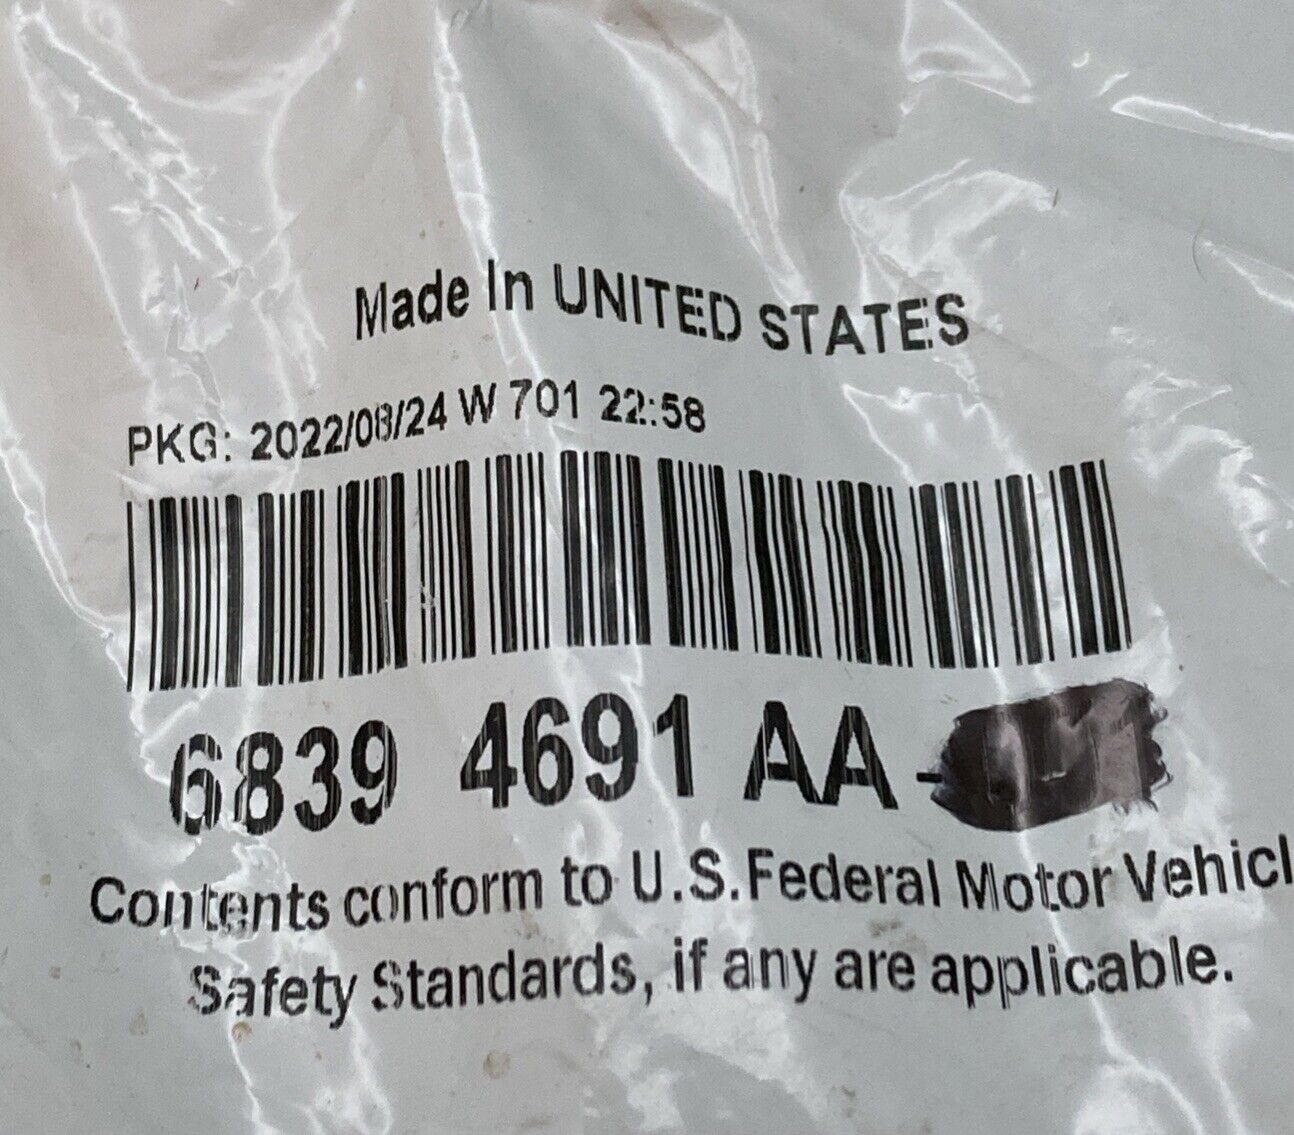 Made In UNITED STATES
PKG: 2022/08/24 W 701 22:58
6839 4691 AA-
Contents conform to U.S. Federal Motor Vehicl
Safety Standards, if any are applicable.